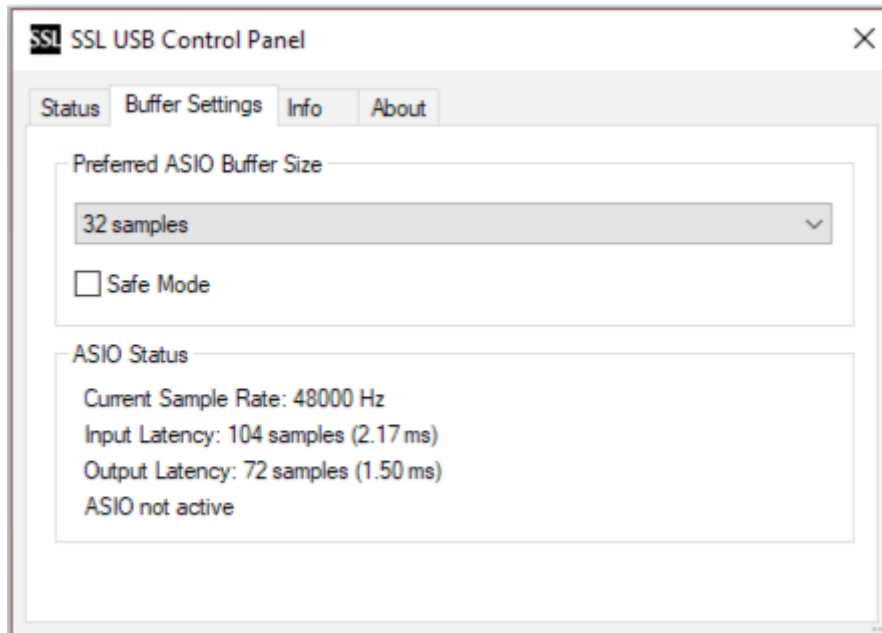 SSL SSL USB Control Panel
Status Buffer Settings Info About
Preferred ASIO Buffer Size
32 samples
Safe Mode
ASIO Status
Current Sample Rate: 48000 Hz
Input Latency: 104 samples (2.17 ms)
Output Latency: 72 samples (1.50 ms)
ASIO not active